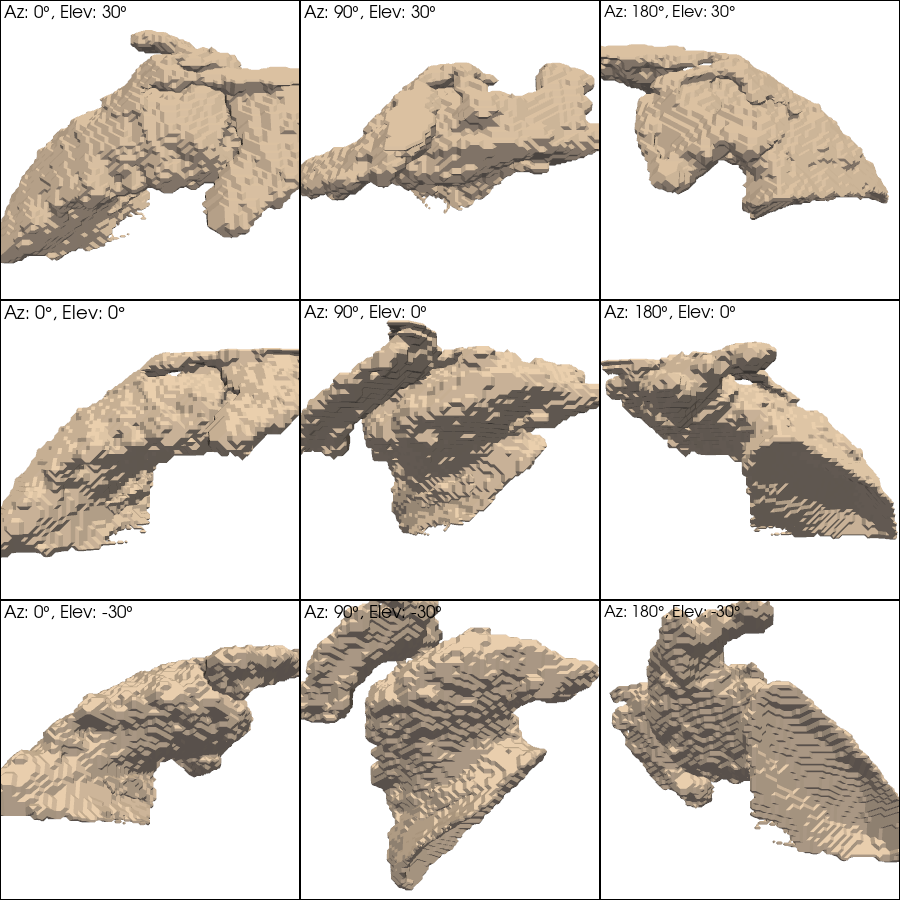 Az: 0°, Elev: 30°
Az: 90°, Elev: 30°
Az: 180°, Elev: 30°
Az: 0°, Elev: 0°
Az: 90°, Elev: 0°
Az: 180°, Elev: 0°
Az: 0°, Elev: -30°
Az: 90°, Elev: -30°
Az: 180°, Elev: -30°